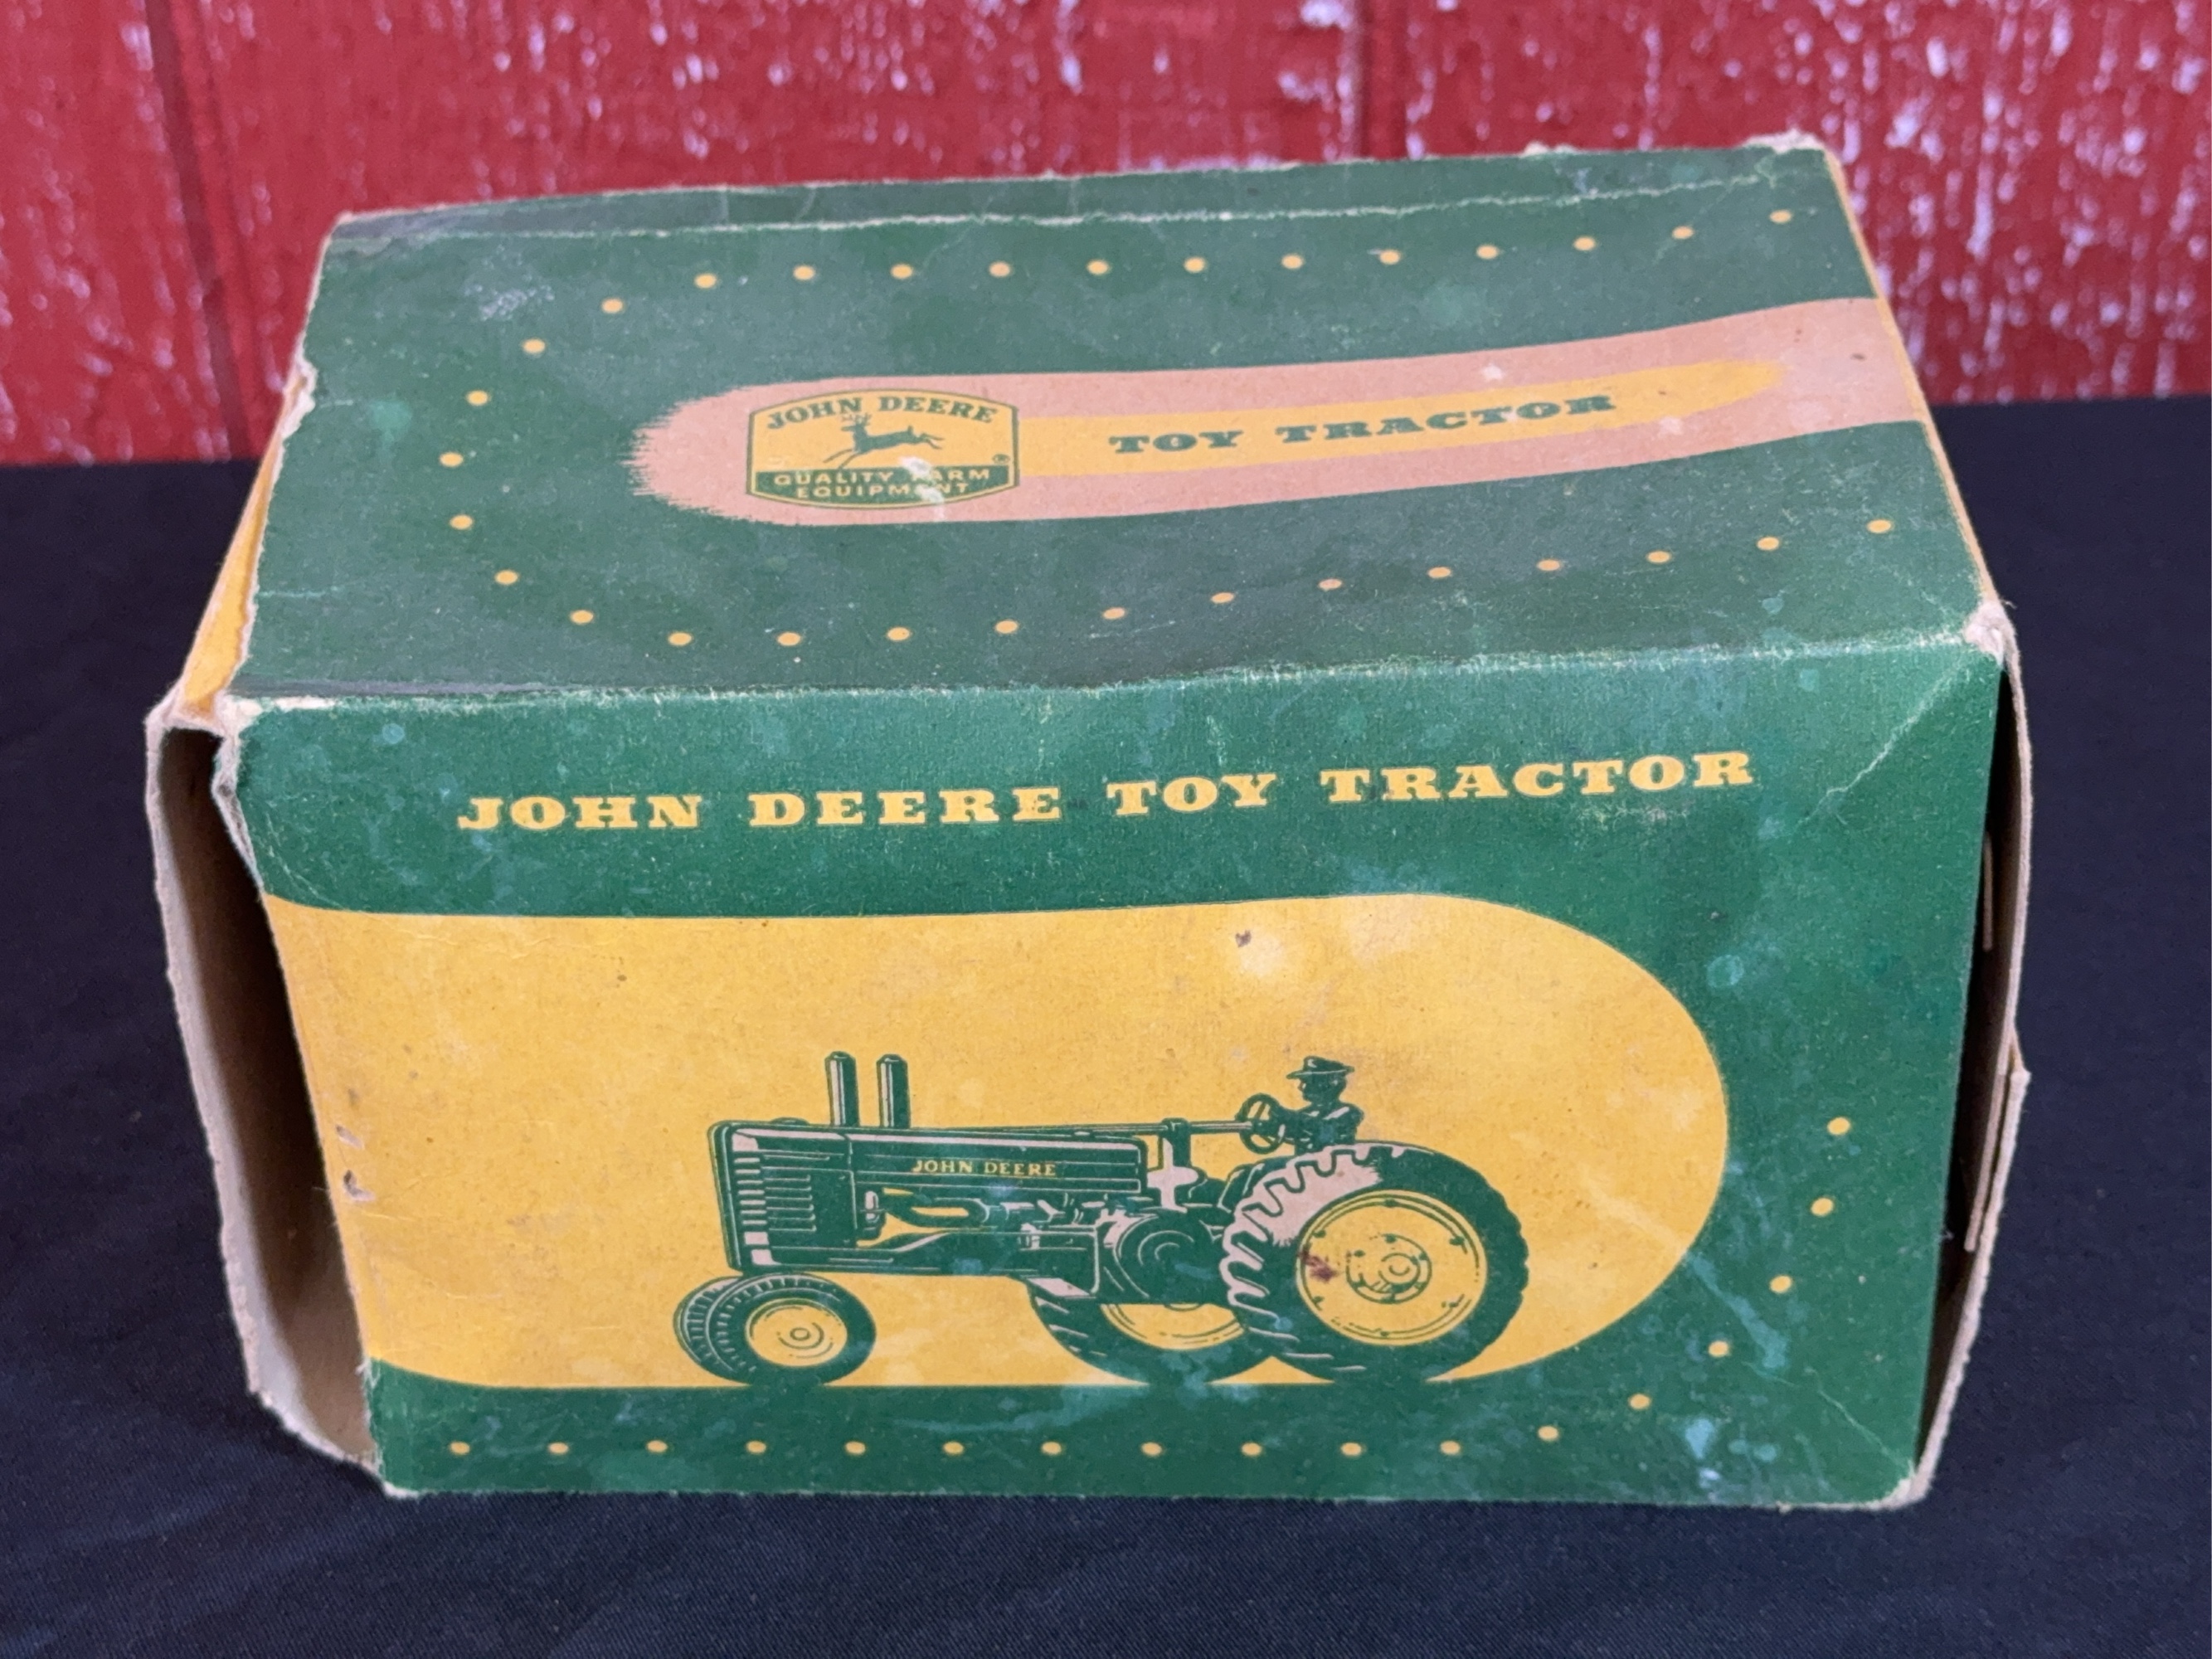 JOHN DEERE
QUALITY FARM
EQUIPMENT
®
TOY TRACTOR
JOHN DEERE TOY TRACTOR
JOHN DEERE